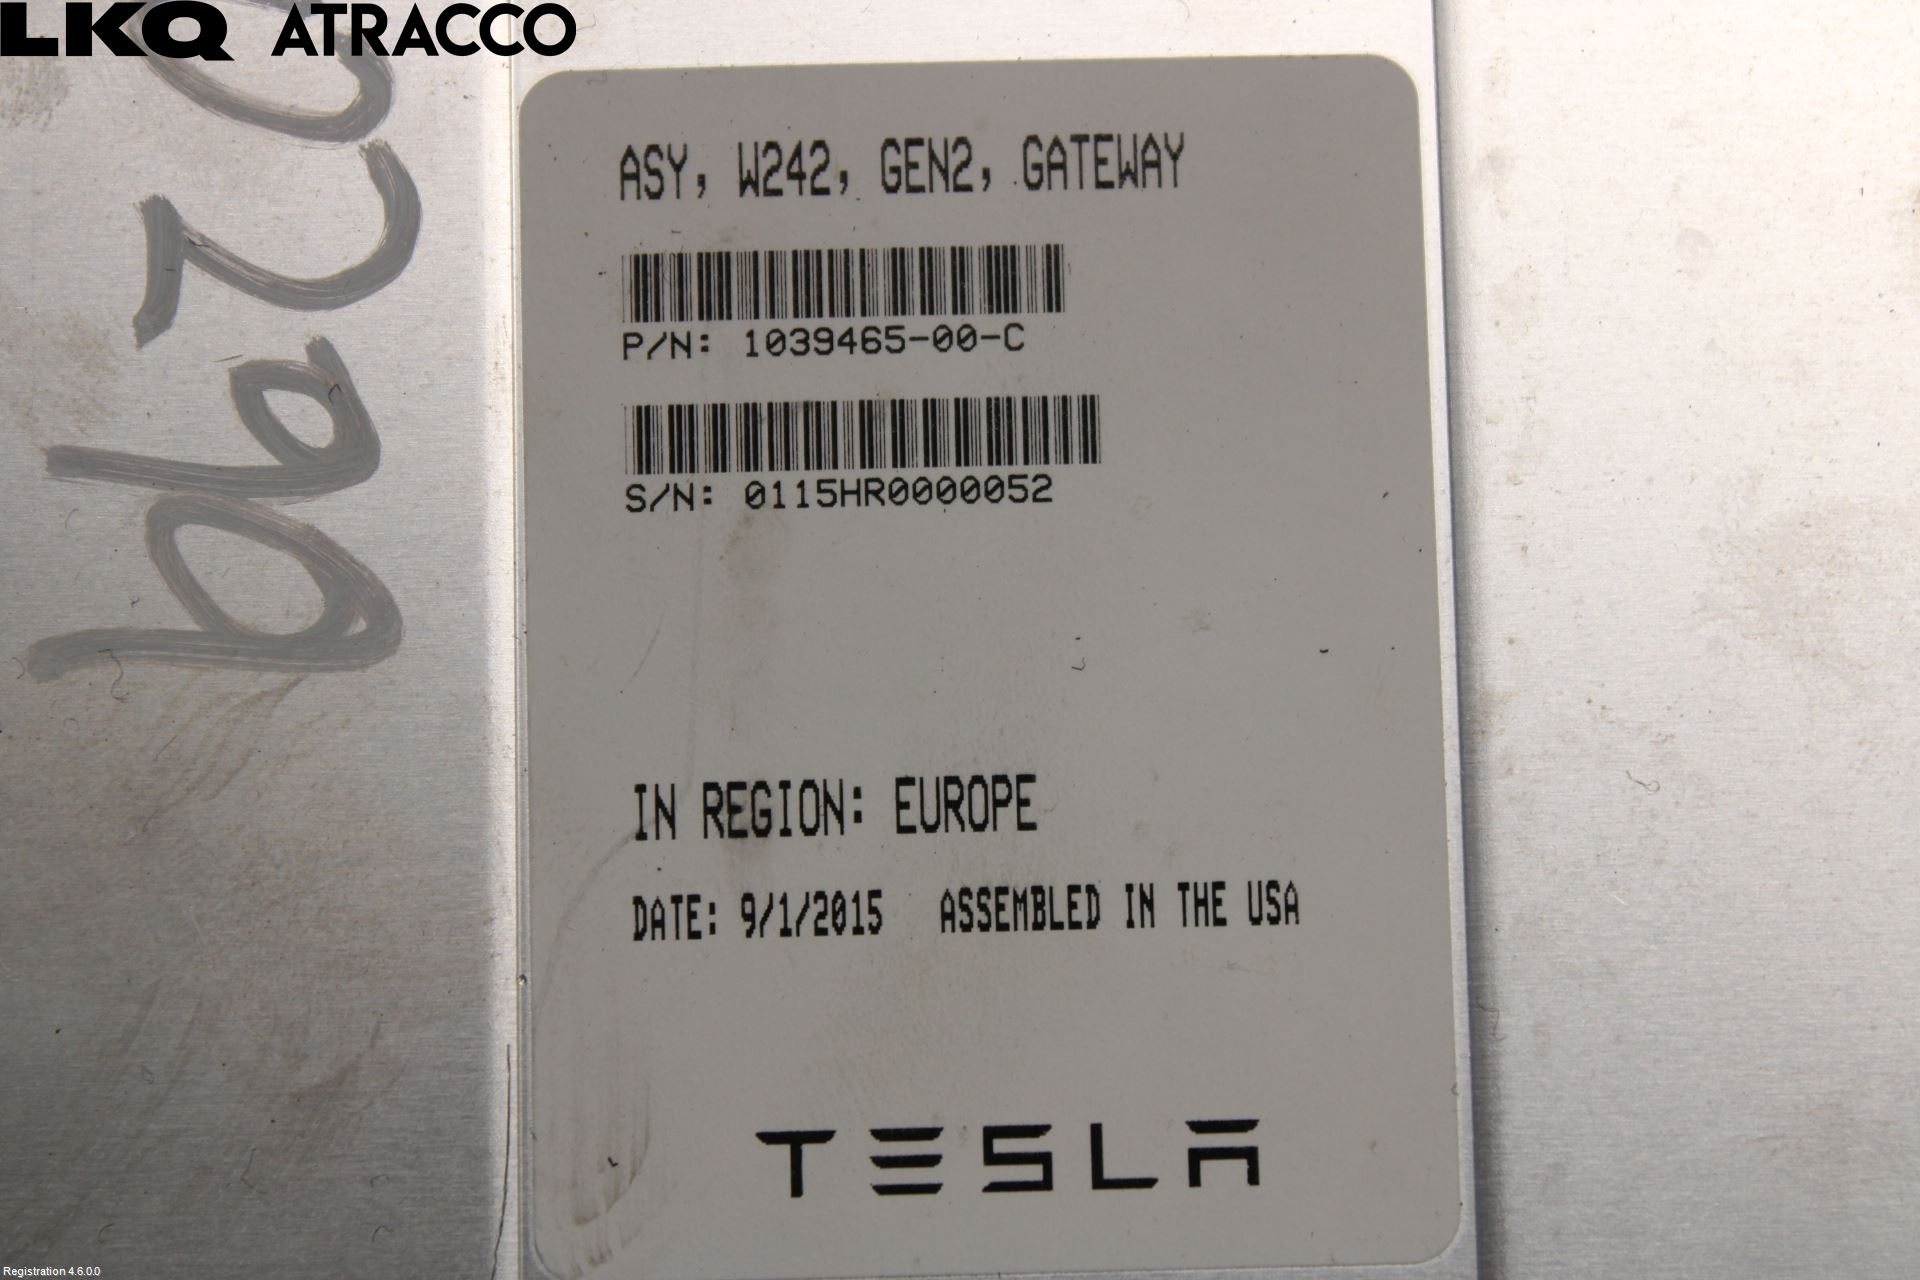 LKQ ATRACCO
ASY, W242, GEN2, GATEWAY
P/N: 1039465-00-C
S/N: 0115HR0000052
IN REGION: EUROPE
DATE: 9/1/2015 ASSEMBLED IN THE USA
TESLA
Registration 4.6.0.0